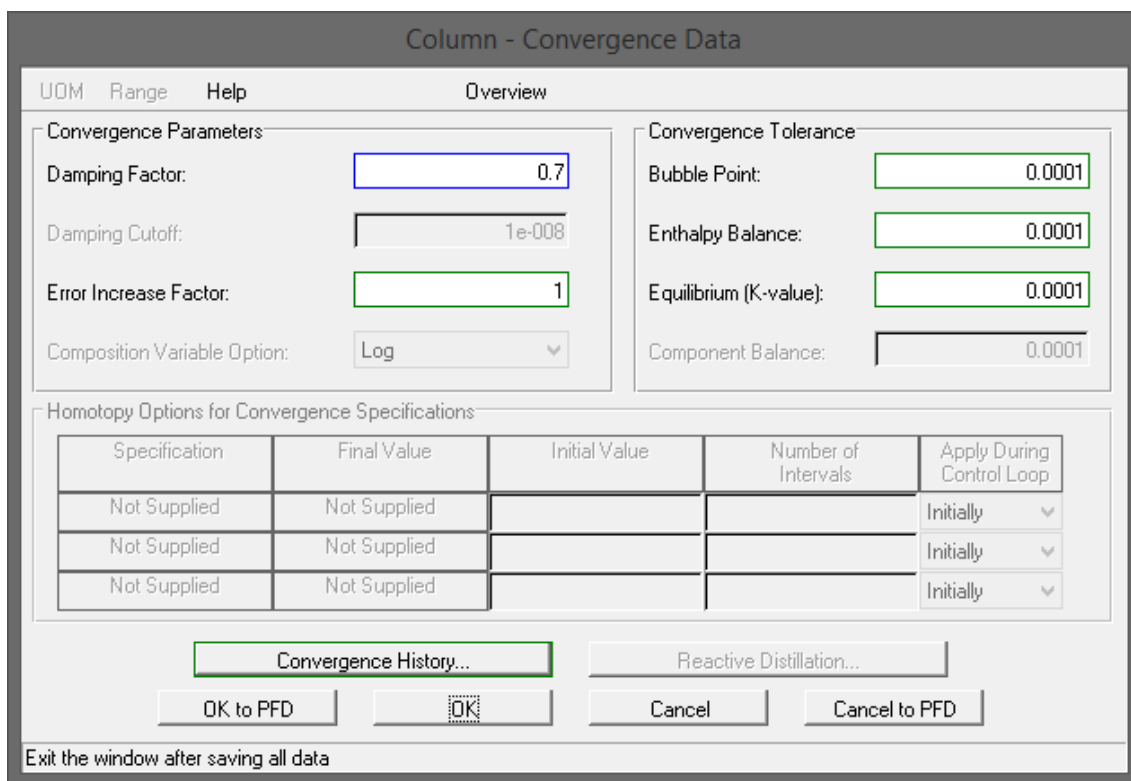 Column - Convergence Data
UOM Range Help Overview
Convergence Parameters
Damping Factor: 0.7
Damping Cutoff: 1e-008
Error Increase Factor: 1
Composition Variable Option: Log
Convergence Tolerance
Bubble Point: 0.0001
Enthalpy Balance: 0.0001
Equilibrium (K-value): 0.0001
Component Balance: 0.0001
Homotopy Options for Convergence Specifications
Specification Final Value Initial Value Number of Intervals Apply During Control Loop
Not Supplied Not Supplied Initially
Not Supplied Not Supplied Initially
Not Supplied Not Supplied Initially
Convergence History... Reactive Distillation...
OK to PFD OK Cancel Cancel to PFD
Exit the window after saving all data